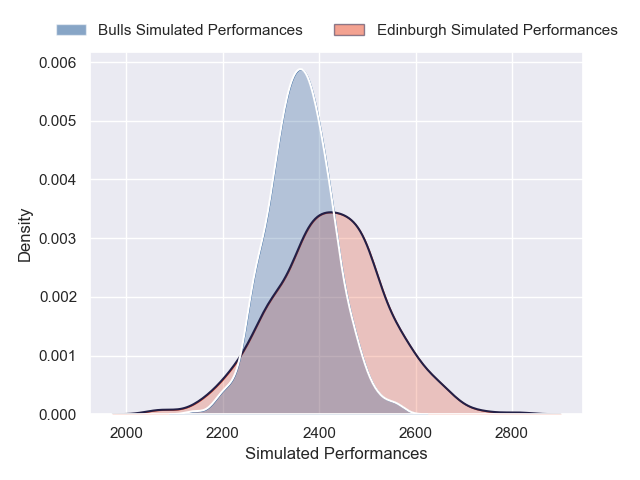 Bulls Simulated Performances Edinburgh Simulated Performances
0.006
0.005
0.004
0.003
0.002
0.001
0.000
Density
2000 2200 2400 2600 2800
Simulated Performances